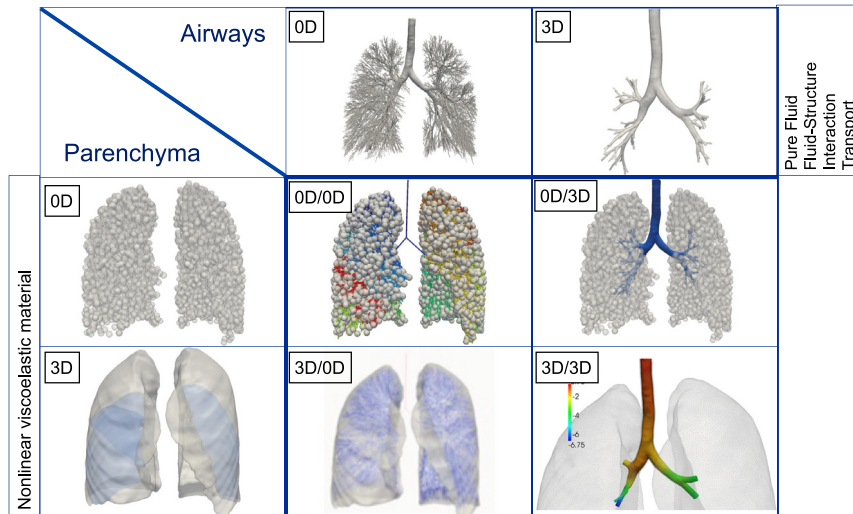 Airways
Parenchyma
0D
3D
Pure Fluid
Fluid-Structure
Interaction
Transport
Nonlinear viscoelastic material
0D
0D/0D
0D/3D
3D
3D/0D
3D/3D
-2
-4
-6
-6.75